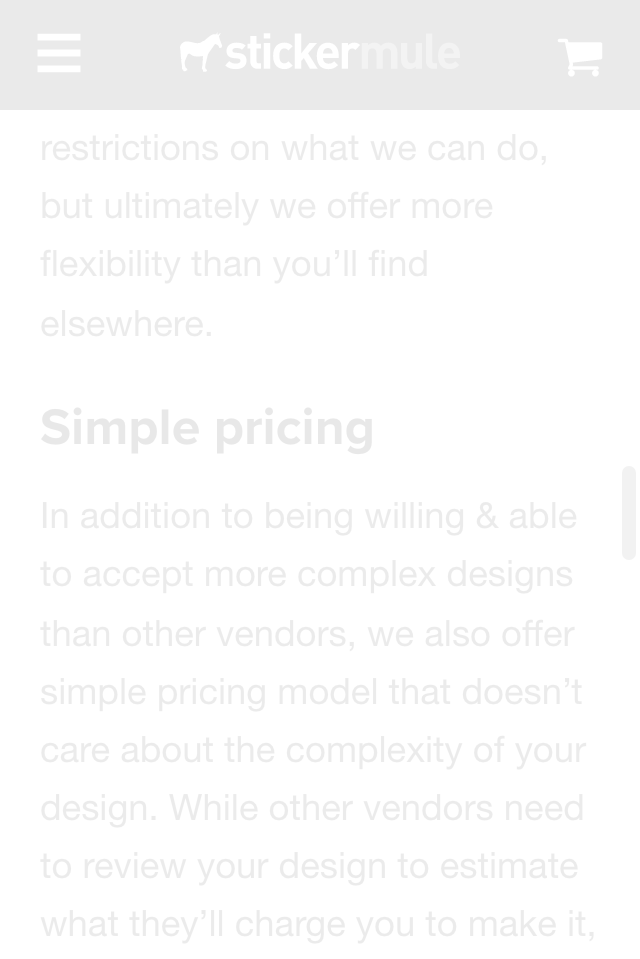 stickermule
restrictions on what we can do,
but ultimately we offer more
flexibility than you’ll find
elsewhere.
Simple pricing
In addition to being willing & able
to accept more complex designs
than other vendors, we also offer
simple pricing model that doesn’t
care about the complexity of your
design. While other vendors need
to review your design to estimate
what they’ll charge you to make it,